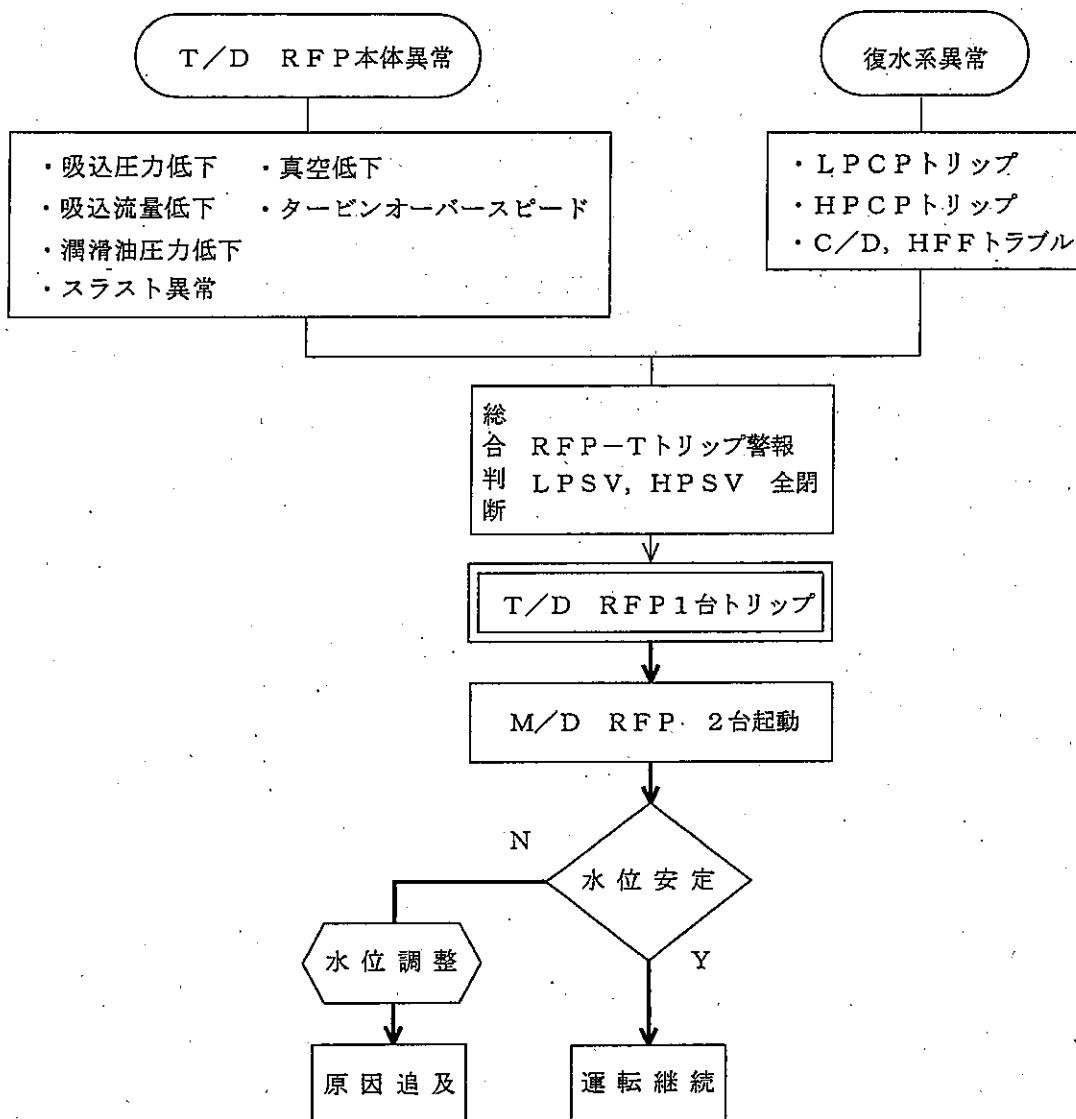 T/D RFP本体異常
復水系異常
・吸込圧力低下 ・真空低下
・吸込流量低下 ・タービンオーバースピード
・潤滑油圧力低下
・スラスト異常
・LPCPトリップ
・HPCPトリップ
・C/D, HFFトラブル
総合判断
RFP-Tトリップ警報
LPSV, HPSV 全閉
T/D RFP1台トリップ
M/D RFP 2台起動
N
水位安定
水位調整
Y
原因追及
運転継続